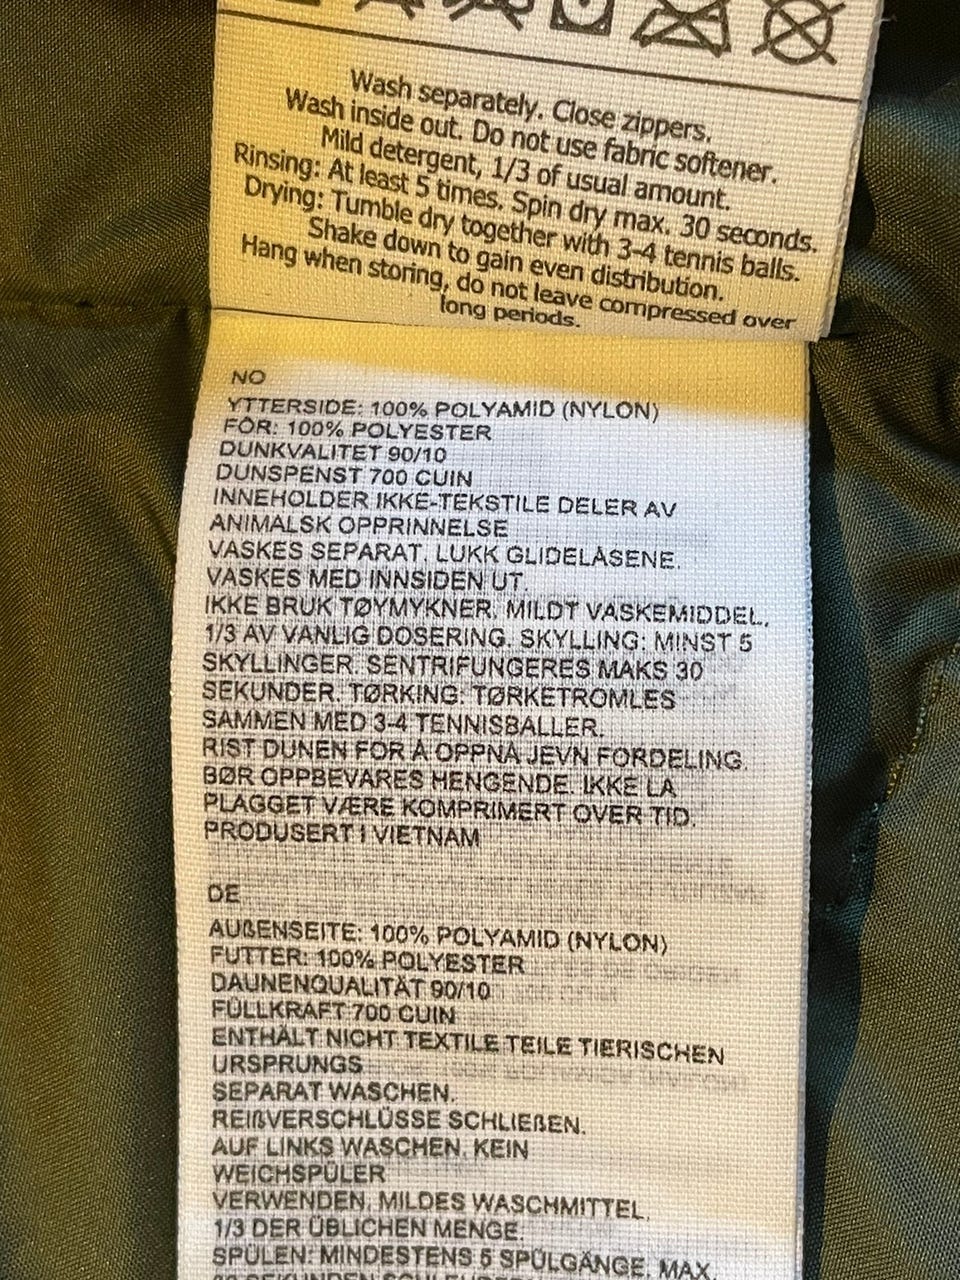 Wash separately. Close zippers.
Wash inside out. Do not use fabric softener.
Mild detergent, 1/3 of usual amount.
Rinsing: At least 5 times. Spin dry max. 30 seconds.
Drying: Tumble dry together with 3-4 tennis balls.
Shake down to gain even distribution.
Hang when storing, do not leave compressed over
long periods.
NO
YTTERSIDE: 100% POLYAMID (NYLON)
FÔR: 100% POLYESTER
DUNKVALITET 90/10
DUNSPENST 700 CUIN
INNEHOLDER IKKE-TEKSTILE DELER AV
ANIMALSK OPPRINNELSE
VASKES SEPARAT. LUKK GLIDELÅSENE.
VASKES MED INNSIDEN UT.
IKKE BRUK TØYMYKNER. MILDT VASKEMIDDEL,
1/3 AV VANLIG DOSERING. SKYLLING: MINST 5
SKYLLINGER. SENTRIFUNGERES MAKS 30
SEKUNDER. TØRKING: TØRKETROMLES
SAMMEN MED 3-4 TENNISBALLER.
RIST DUNEN FOR Å OPPNÅ JEVN FORDELING.
BØR OPPBEVARES HENGENDE. IKKE LA
PLAGGET VÆRE KOMPRIMERT OVER TID.
PRODUSERT I VIETNAM
DE
AUßENSEITE: 100% POLYAMID (NYLON)
FUTTER: 100% POLYESTER
DAUNENQUALITÄT 90/10
FÜLLKRAFT 700 CUIN
ENTHÄLT NICHT TEXTILE TEILE TIERISCHEN
URSPRUNGS
SEPARAT WASCHEN.
REIßVERSCHLÜSSE SCHLIEßEN.
AUF LINKS WASCHEN. KEIN
WEICHSPÜLER
VERWENDEN. MILDES WASCHMITTEL,
1/3 DER ÜBLICHEN MENGE.
SPÜLEN: MINDESTENS 5 SPÜLGÄNGE, MAX.